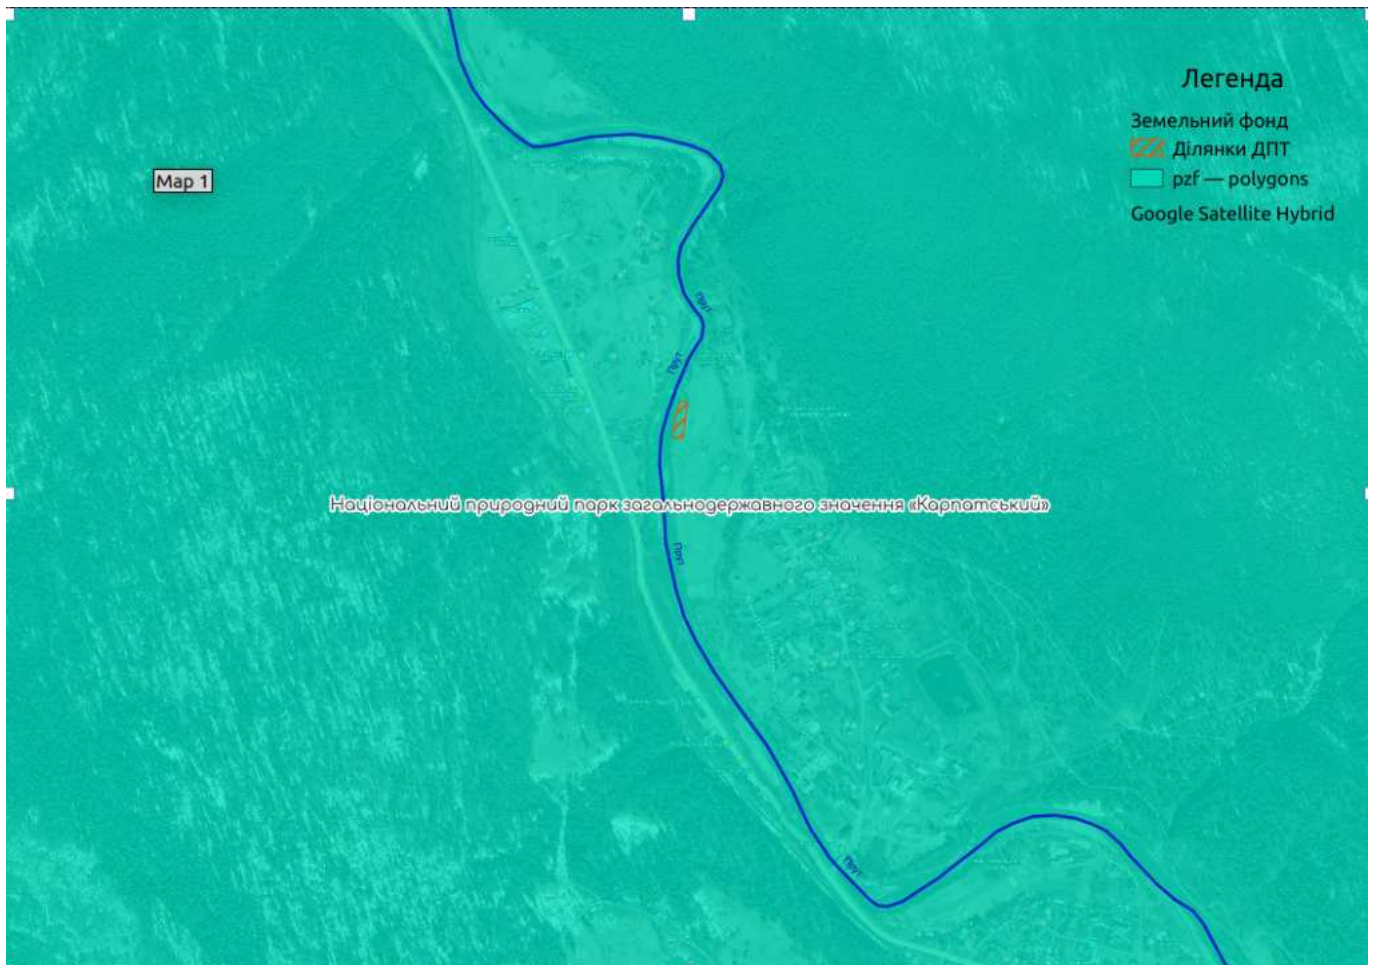 Легенда
Земельний фонд
Ділянки ДПТ
pzf — polygons
Google Satellite Hybrid
Map 1
Прут
Прут
Національний природний парк загальнодержавного значення «Карпатський»
Прут
Прут